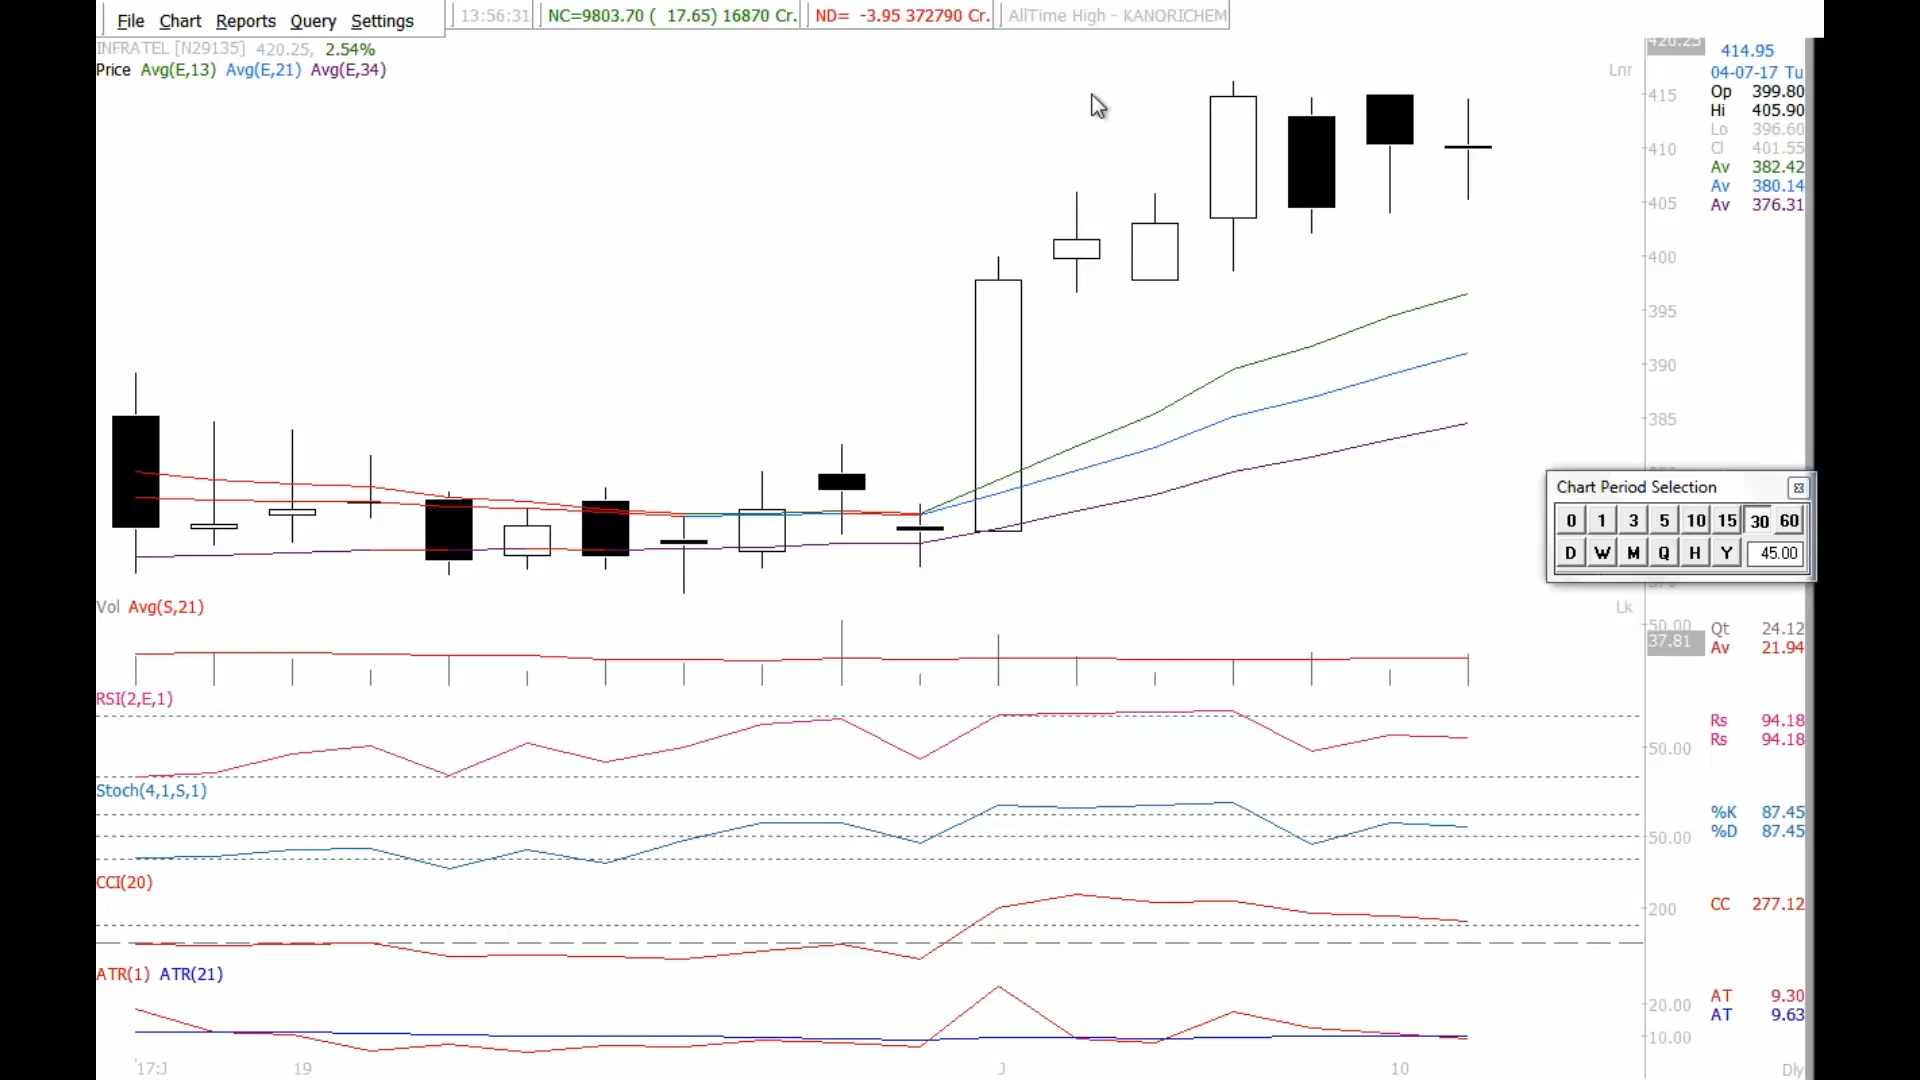 File Chart Reports Query Settings 13:56:31 NC=9803.70 ( 17.65) 16870 Cr. ND= -3.95 372790 Cr. AllTime High - KANORICHEM
INFRATEL [N29135] 420.25, 2.54% 420.25 414.95
Price Avg(E,13) Avg(E,21) Avg(E,34) Lnr 04-07-17 Tu
415 Op 399.80
Hi 405.90
Lo 396.60
410 Cl 401.55
Av 382.42
Av 380.14
405 Av 376.31
400
395
390
385
Chart Period Selection
0 1 3 5 10 15 30 60
D W M Q H Y 45.00
Vol Avg(S,21) Lk
50.00 Qt 24.12
37.81 Av 21.94
RSI(2,E,1)
Rs 94.18
50.00 Rs 94.18
Stoch(4,1,S,1)
%K 87.45
50.00 %D 87.45
CCI(20)
200 CC 277.12
ATR(1) ATR(21)
20.00 AT 9.30
10.00 AT 9.63
17:J 19 J 10 Dly